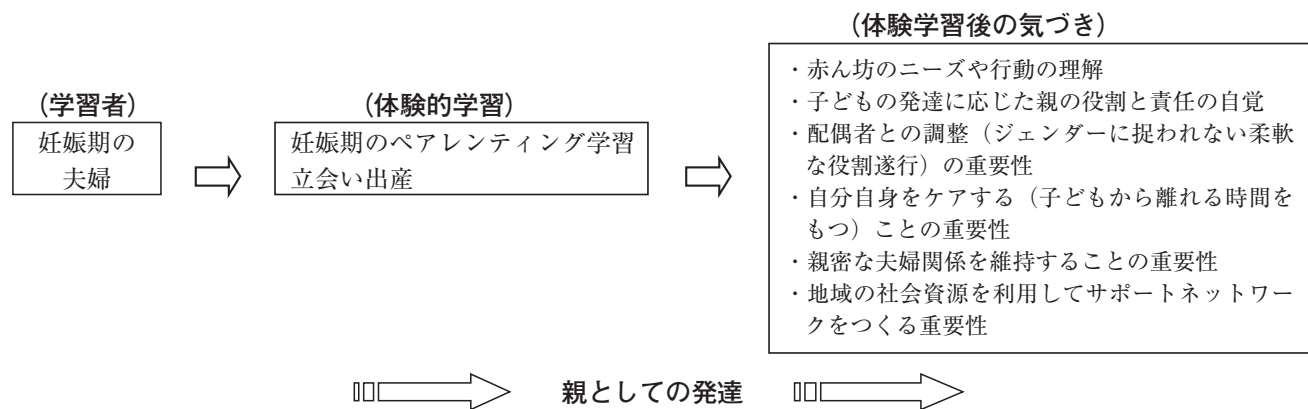 (学習者)
妊娠期の
夫婦
(体験的学習)
妊娠期のペアレンティング学習
立会い出産
(体験学習後の気づき)
・赤ん坊のニーズや行動の理解
・子どもの発達に応じた親の役割と責任の自覚
・配偶者との調整（ジェンダーに捉われない柔軟
な役割遂行）の重要性
・自分自身をケアする（子どもから離れる時間を
もつ）ことの重要性
・親密な夫婦関係を維持することの重要性
・地域の社会資源を利用してサポートネットワー
クをつくる重要性
親としての発達